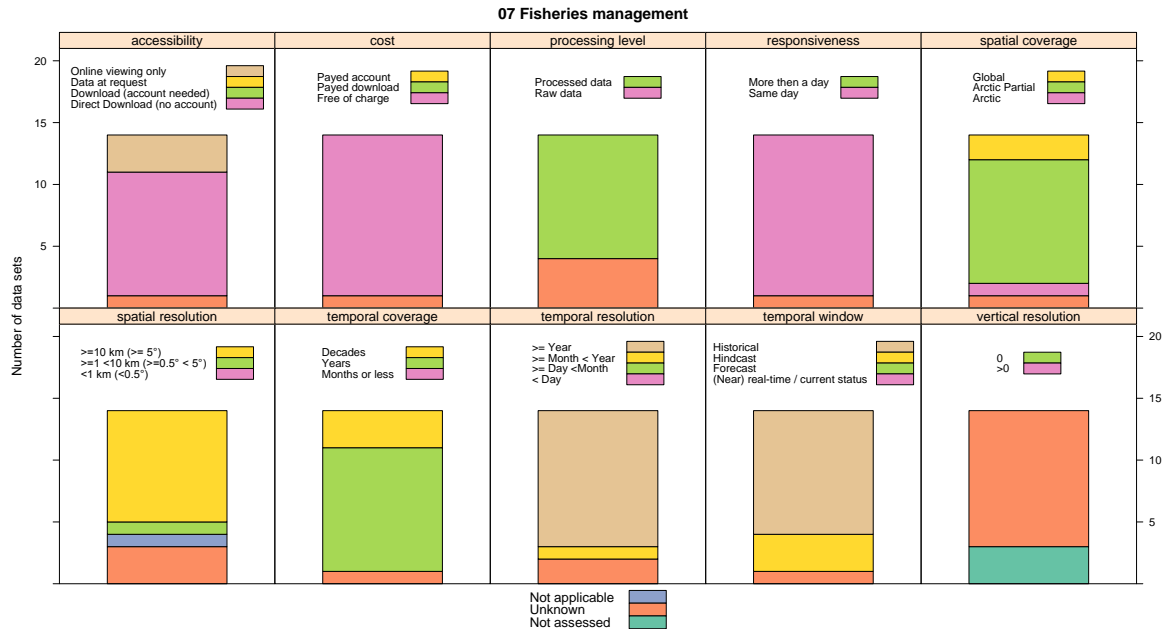 07 Fisheries management
accessibility
cost
processing level
responsiveness
spatial coverage
Number of data sets
20
15
10
5
Online viewing only
Data at request
Download (account needed)
Direct Download (no account)
Payed account
Payed download
Free of charge
Processed data
Raw data
More then a day
Same day
Global
Arctic Partial
Arctic
spatial resolution
temporal coverage
temporal resolution
temporal window
vertical resolution
>=10 km (>= 5°)
>=1 <10 km (>=0.5° < 5°)
<1 km (<0.5°)
Decades
Years
Months or less
>= Year
>= Month < Year
>= Day <Month
< Day
Historical
Hindcast
Forecast
(Near) real-time / current status
0
>0
20
15
10
5
Not applicable
Unknown
Not assessed